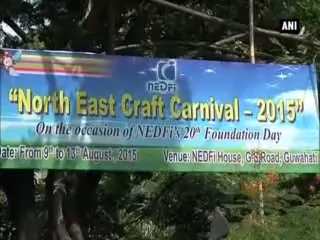 ANI
NEDFi
"North East Craft Carnival – 2015"
On the occasion of NEDFi's 20th Foundation Day
Date: From 9th to 13th August, 2015 Venue: NEDFi House, G.S.Road, Guwahati